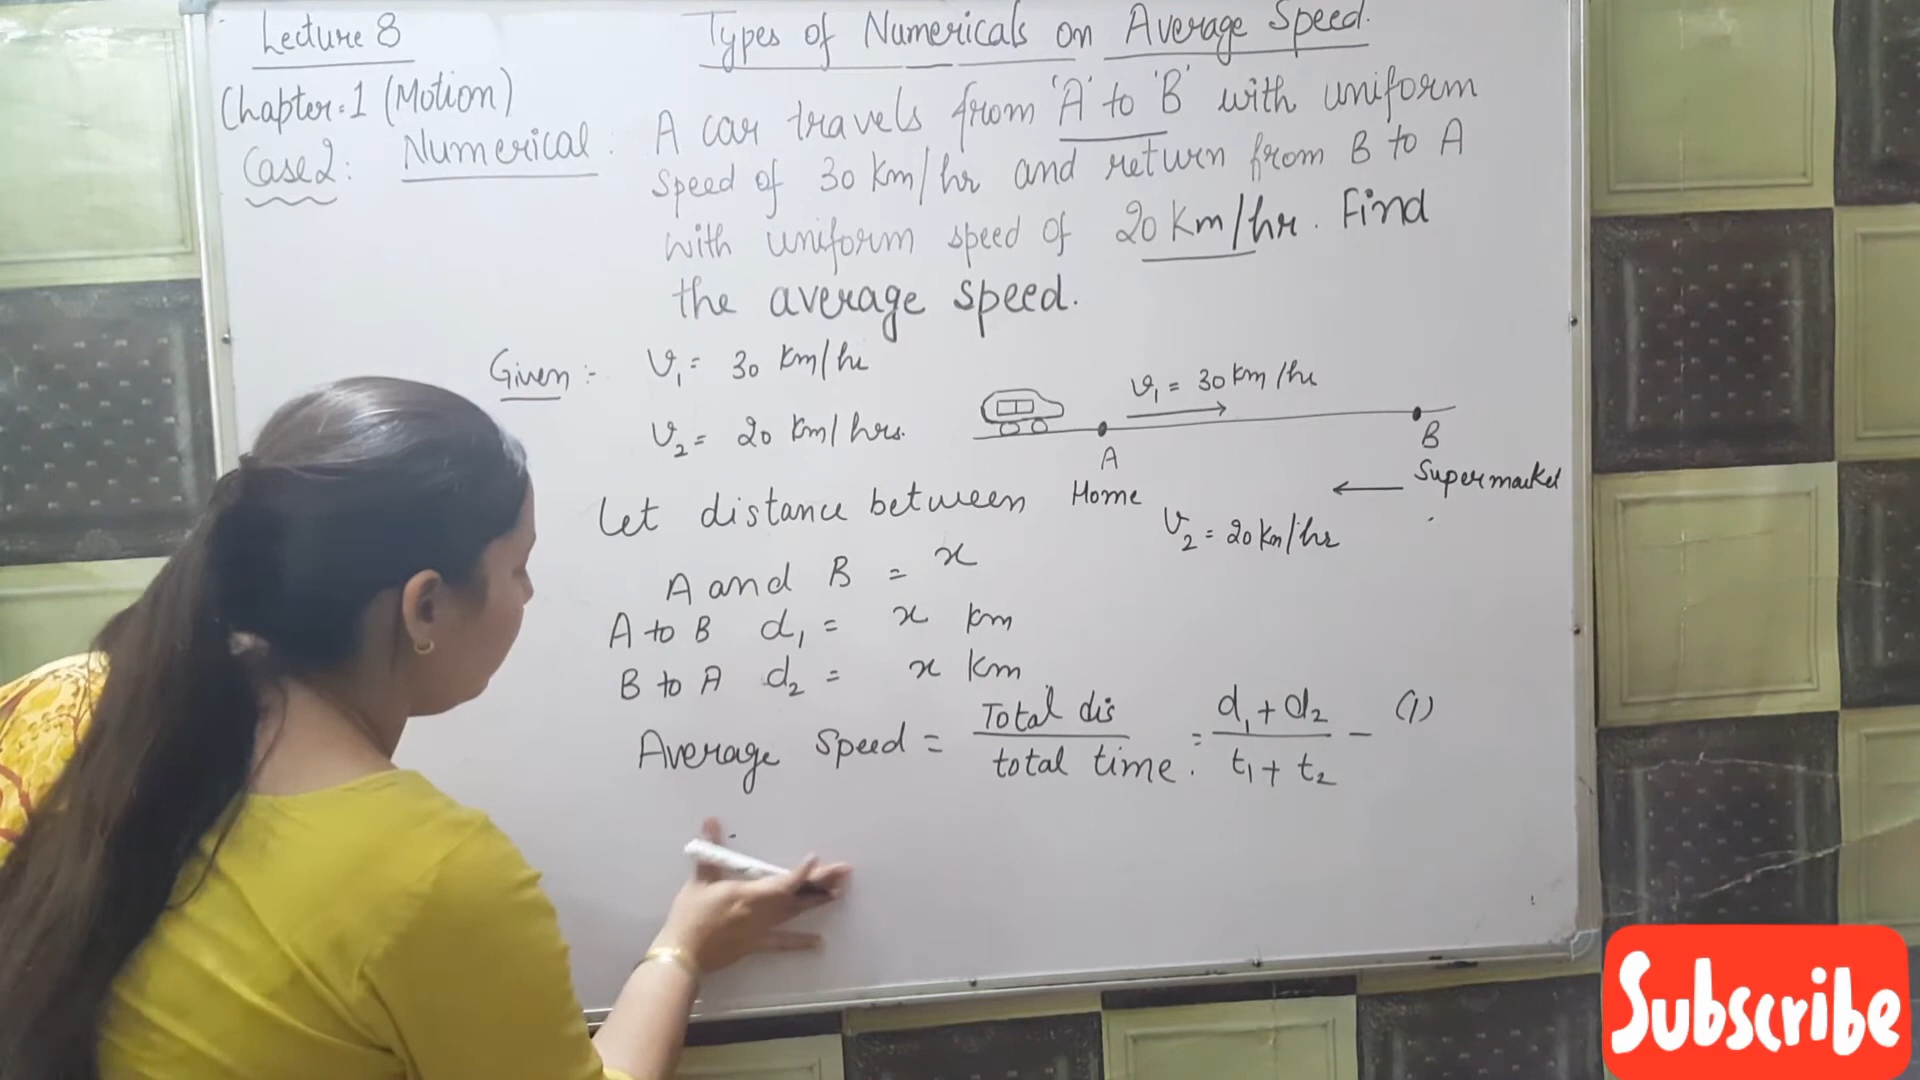 Lecture 8
Types of Numericals on Average Speed.
Chapter-1 (Motion)
Case 2: Numerical: A car travels from 'A' to 'B' with uniform
speed of 30 km/hr and return from B to A
with uniform speed of 20 km/hr. Find
the average speed.
Given :- v₁ = 30 km/hr
v₂ = 20 km/hrs.
v₁ = 30 km/hr
A
B
Home
Supermarket
v₂ = 20 km/hr
Let distance between
A and B = x
A to B d₁ = x km
B to A d₂ = x km
Average Speed = Total dis / total time. = d₁ + d₂ / t₁ + t₂ - (1)
Subscribe